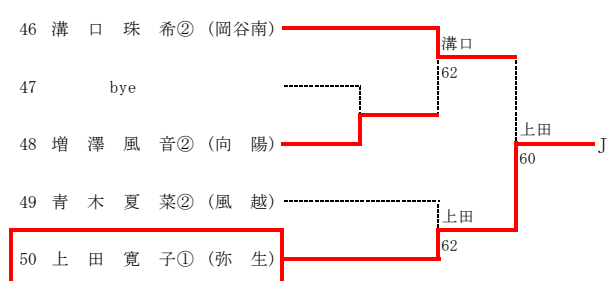 46 溝 口 珠 希② (岡谷南)
溝口
62
47 bye
48 増 澤 風 音② (向 陽)
上田
60
J
49 青 木 夏 菜② (風 越)
上田
62
50 上 田 寛 子① (弥 生)